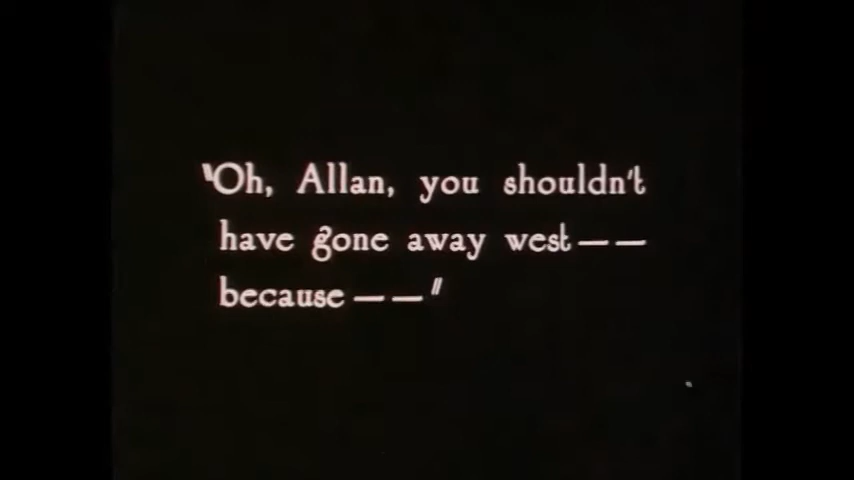 "Oh, Allan, you shouldn't
have gone away west——
because——"